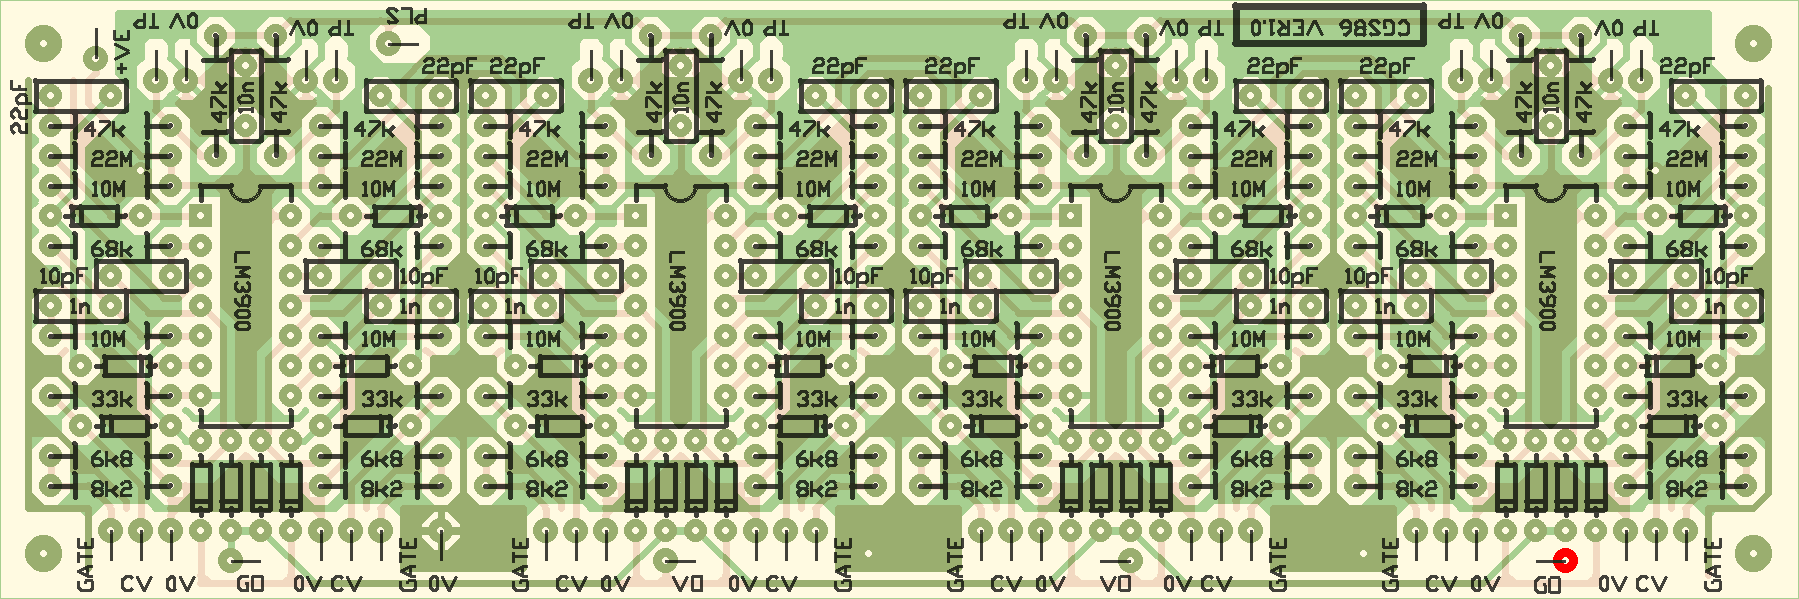 TP 0V 0V TP PLS TP 0V 0V TP TP 0V 0V TP CGS86 VER1.0 TP 0V 0V TP
+VE
22pF 22pF 22pF 22pF 22pF 22pF 22pF 22pF
47k 10n 47k 47k 10n 47k 47k 10n 47k 47k 10n 47k
47k 47k 47k 47k 47k 47k 47k 47k
22M 22M 22M 22M 22M 22M 22M 22M
10M 10M 10M 10M 10M 10M 10M 10M
68k 68k 68k 68k 68k 68k 68k 68k
10pF 10pF 10pF 10pF 10pF 10pF 10pF 10pF
LM3900 LM3900 LM3900 LM3900
1n 1n 1n 1n 1n 1n 1n 1n
10M 10M 10M 10M 10M 10M 10M 10M
33k 33k 33k 33k 33k 33k 33k 33k
6k8 6k8 6k8 6k8 6k8 6k8 6k8 6k8
8k2 8k2 8k2 8k2 8k2 8k2 8k2 8k2
GATE CV 0V GO 0V CV GATE 0V GATE CV 0V VO 0V CV GATE GATE CV 0V VO 0V CV GATE GATE CV 0V GO 0V CV GATE